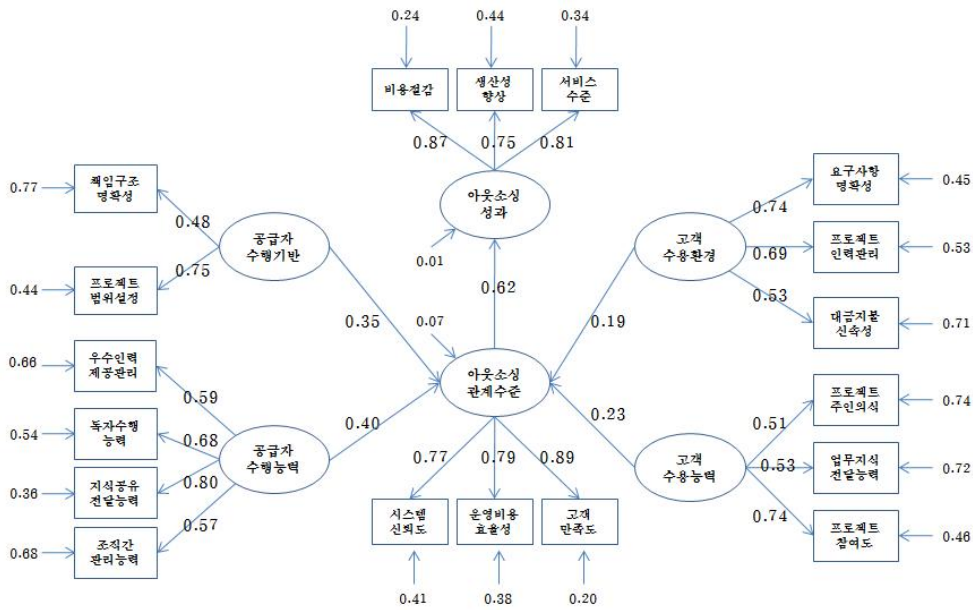 0.24
0.44
0.34
비용절감
생산성
향상
서비스
수준
0.87
0.75
0.81
0.77
책임구조
명확성
0.48
공급자
수행기반
0.75
0.44
프로젝트
범위설정
아웃소싱
성과
0.01
0.62
고객
수용환경
0.74
요구사항
명확성
0.45
0.69
프로젝트
인력관리
0.53
0.53
대금지불
신속성
0.71
0.35
0.07
0.19
아웃소싱
관계수준
0.66
우수인력
제공관리
0.59
0.54
독자수행
능력
0.68
공급자
수행능력
0.40
0.36
지식공유
전달능력
0.80
0.68
조직간
관리능력
0.57
0.23
고객
수용능력
0.51
프로젝트
주인의식
0.74
0.53
업무지식
전달능력
0.72
0.74
프로젝트
참여도
0.46
0.77
0.79
0.89
시스템
신뢰도
운영비용
효율성
고객
만족도
0.41
0.38
0.20